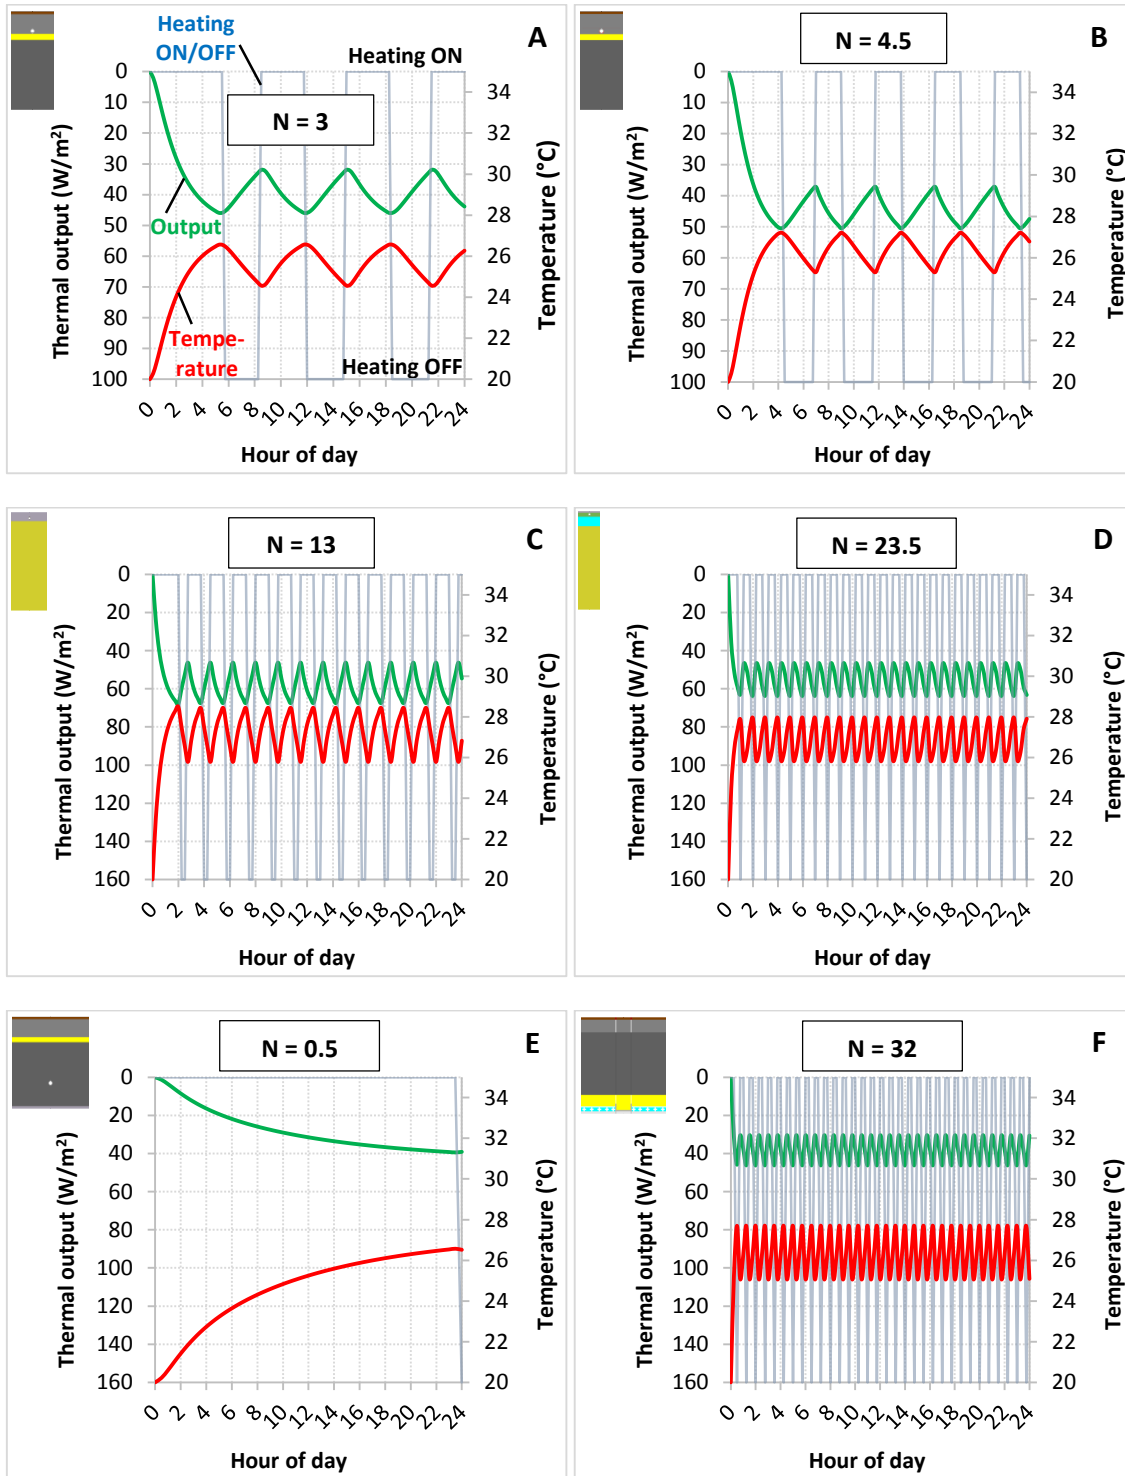 Heating
ON/OFF
A
Heating ON
N = 3
Output
Tempe-
rature
Heating OFF
Thermal output (W/m²)
0
10
20
30
40
50
60
70
80
90
100
Temperature (°C)
34
32
30
28
26
24
22
20
0 2 4 6 8 10 12 14 16 18 20 22 24
Hour of day
N = 4.5
B
Thermal output (W/m²)
0
10
20
30
40
50
60
70
80
90
100
Temperature (°C)
34
32
30
28
26
24
22
20
0 2 4 6 8 10 12 14 16 18 20 22 24
Hour of day
N = 13
C
Thermal output (W/m²)
0
20
40
60
80
100
120
140
160
Temperature (°C)
34
32
30
28
26
24
22
20
0 2 4 6 8 10 12 14 16 18 20 22 24
Hour of day
N = 23.5
D
Thermal output (W/m²)
0
20
40
60
80
100
120
140
160
Temperature (°C)
34
32
30
28
26
24
22
20
0 2 4 6 8 10 12 14 16 18 20 22 24
Hour of day
N = 0.5
E
Thermal output (W/m²)
0
20
40
60
80
100
120
140
160
Temperature (°C)
34
32
30
28
26
24
22
20
0 2 4 6 8 10 12 14 16 18 20 22 24
Hour of day
N = 32
F
Thermal output (W/m²)
0
20
40
60
80
100
120
140
160
Temperature (°C)
34
32
30
28
26
24
22
20
0 2 4 6 8 10 12 14 16 18 20 22 24
Hour of day